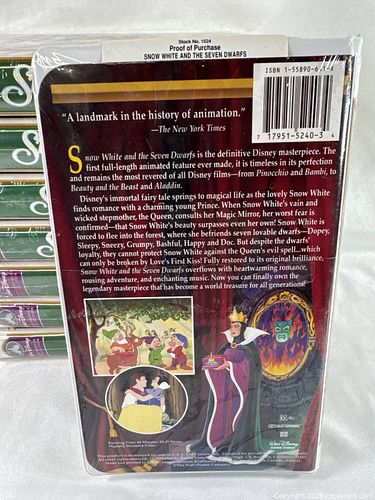 Stock No. 1524
Proof of Purchase
SNOW WHITE AND THE SEVEN DWARFS
ISBN 1-55890-6
"A landmark in the history of animation."
—The New York Times
Snow White and the Seven Dwarfs is the definitive Disney masterpiece. The
first full-length animated feature ever made, it is timeless in its perfection
and remains the most revered of all Disney films—from Pinocchio and Bambi, to
Beauty and the Beast and Aladdin.
Disney's immortal fairy tale springs to magical life as the lovely Snow White
finds romance with a charming young Prince. When Snow White's vain and
wicked stepmother, the Queen, consults her Magic Mirror, her worst fear is
confirmed—that Snow White's beauty surpasses even her own! Snow White is
forced to flee into the forest, where she befriends seven lovable dwarfs—Dopey,
Sleepy, Sneezy, Grumpy, Bashful, Happy and Doc. But despite the dwarfs'
loyalty, they cannot protect Snow White against the Queen's evil spell...which
can only be broken by Love's First Kiss! Fully restored to its original brilliance,
Snow White and the Seven Dwarfs overflows with heartwarming romance,
rousing adventure, and enchanting music. Now you can finally own the
legendary masterpiece that has become a world treasure for all generations!
7 17951-5240-3
WALT DISNEY
HOME VIDEO